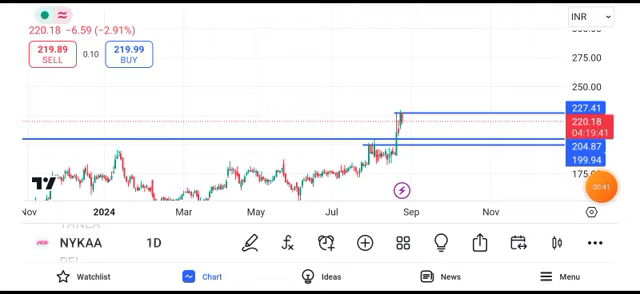 INR
220.18 −6.59 (−2.91%)
219.89
SELL
0.10
219.99
BUY
275.00
250.00
227.41
220.18
04:19:41
204.87
199.94
175.00
00:41
Nov 2024 Mar May Jul Sep Nov
NYKAA 1D
Watchlist Chart Ideas News Menu